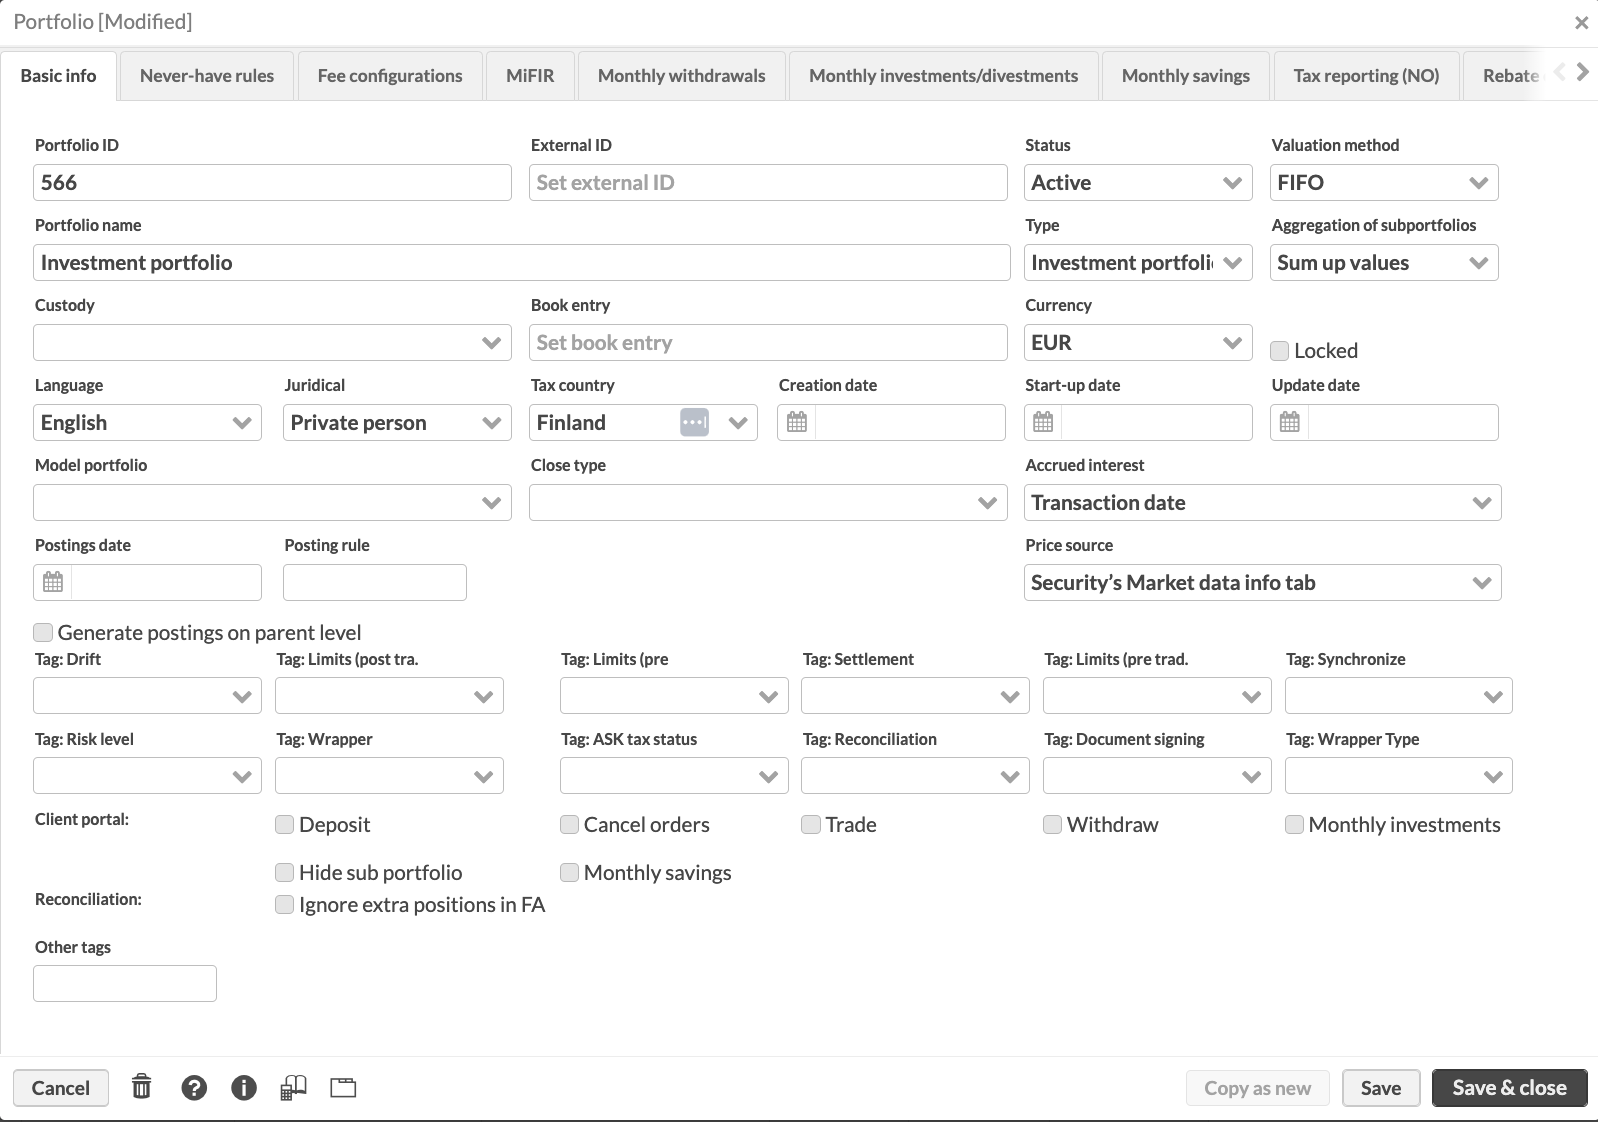 Portfolio [Modified]
Basic info
Never-have rules
Fee configurations
MiFIR
Monthly withdrawals
Monthly investments/divestments
Monthly savings
Tax reporting (NO)
Rebate
Portfolio ID
External ID
Status
Valuation method
566
Set external ID
Active
FIFO
Portfolio name
Type
Aggregation of subportfolios
Investment portfolio
Investment portfoli
Sum up values
Custody
Book entry
Currency
Set book entry
EUR
Locked
Language
Juridical
Tax country
Creation date
Start-up date
Update date
English
Private person
Finland
Model portfolio
Close type
Accrued interest
Transaction date
Postings date
Posting rule
Price source
Security’s Market data info tab
Generate postings on parent level
Tag: Drift
Tag: Limits (post tra.
Tag: Limits (pre
Tag: Settlement
Tag: Limits (pre trad.
Tag: Synchronize
Tag: Risk level
Tag: Wrapper
Tag: ASK tax status
Tag: Reconciliation
Tag: Document signing
Tag: Wrapper Type
Client portal:
Deposit
Cancel orders
Trade
Withdraw
Monthly investments
Hide sub portfolio
Monthly savings
Reconciliation:
Ignore extra positions in FA
Other tags
Cancel
Copy as new
Save
Save & close